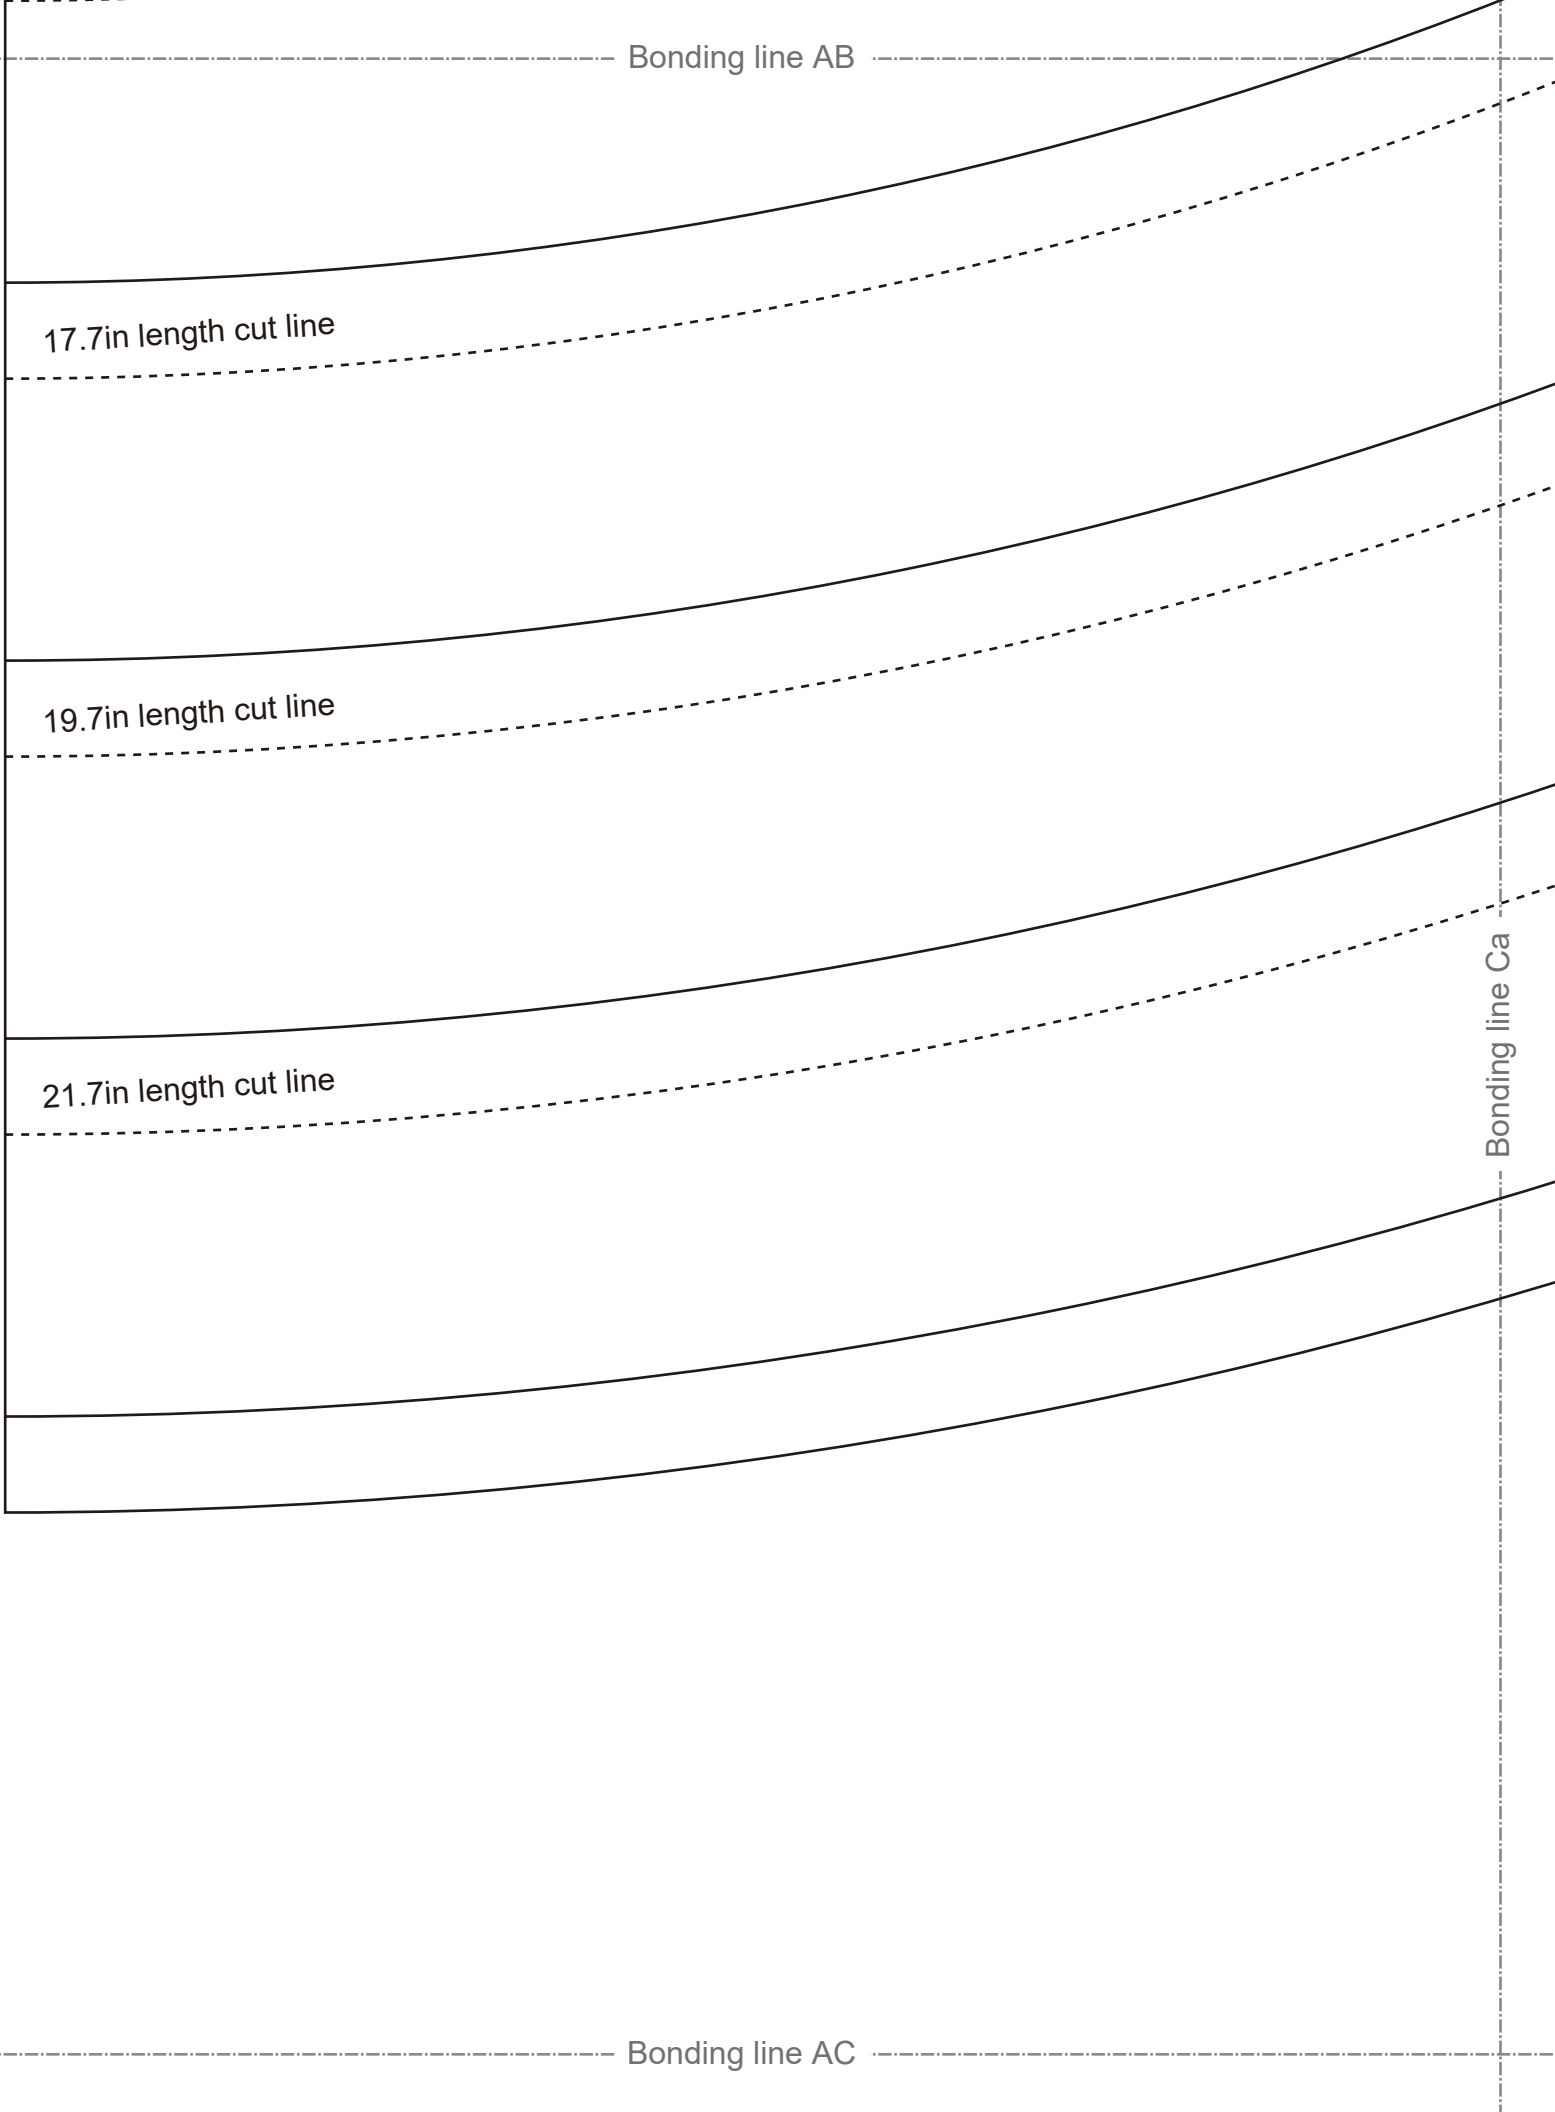 Bonding line AB
17.7in length cut line
19.7in length cut line
21.7in length cut line
Bonding line Ca
Bonding line AC